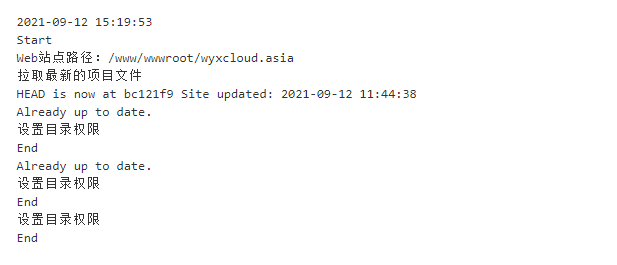 2021-09-12 15:19:53
Start
Web站点路径：/www/wwwroot/wyxcloud.asia
拉取最新的项目文件
HEAD is now at bc121f9 Site updated: 2021-09-12 11:44:38
Already up to date.
设置目录权限
End
Already up to date.
设置目录权限
End
设置目录权限
End